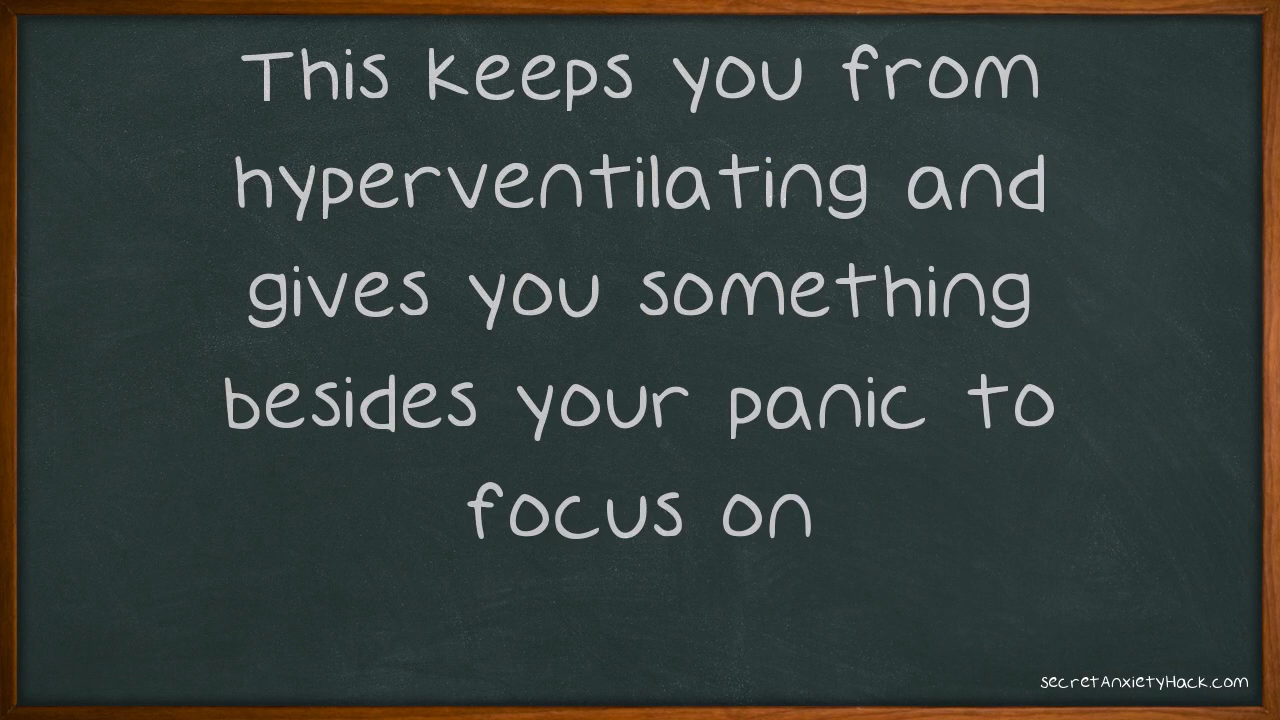 This keeps you from
hyperventilating and
gives you something
besides your panic to
focus on
secretAnxietyHack.com